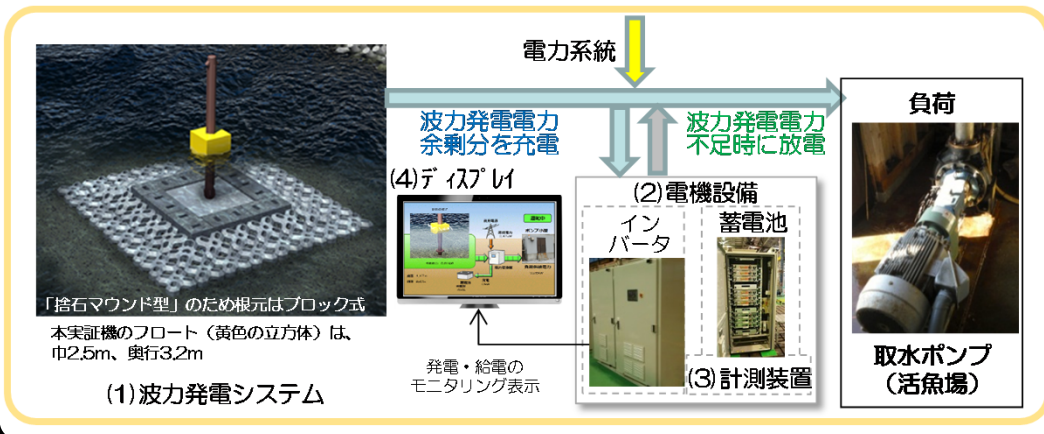 電力系統
波力発電電力
余剰分を充電
波力発電電力
不足時に放電
負荷
(4)ディスプレイ
(2)電機設備
イン
バータ
蓄電池
「捨石マウンド型」のため根元はブロック式
本実証機のフロート（黄色の立方体）は、
巾2.5m、奥行3.2m
(1)波力発電システム
発電・給電の
モニタリング表示
(3)計測装置
取水ポンプ
（活魚場）